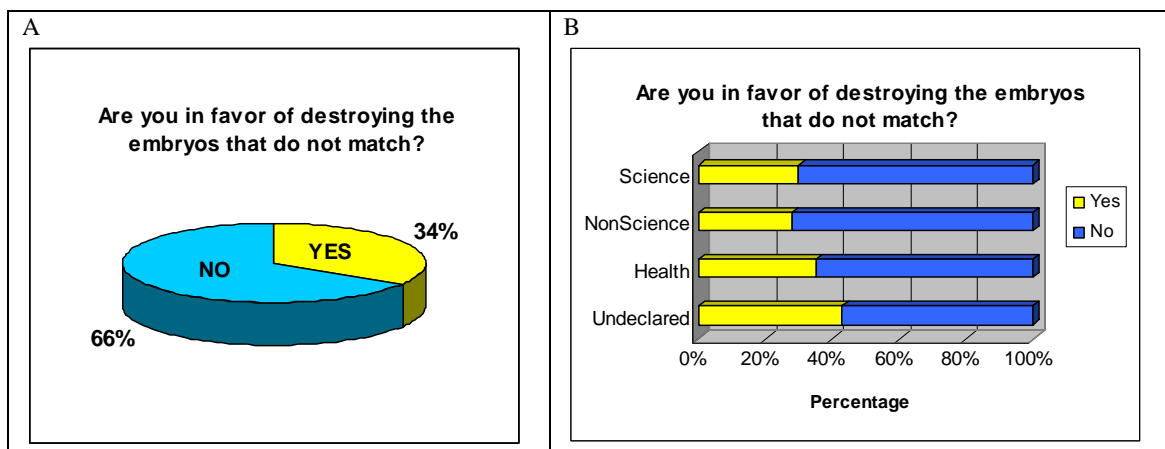 A
Are you in favor of destroying the
embryos that do not match?
YES
34%
NO
66%
B
Are you in favor of destroying the embryos
that do not match?
Science
NonScience
Health
Undeclared
0% 20% 40% 60% 80% 100%
Percentage
Yes
No